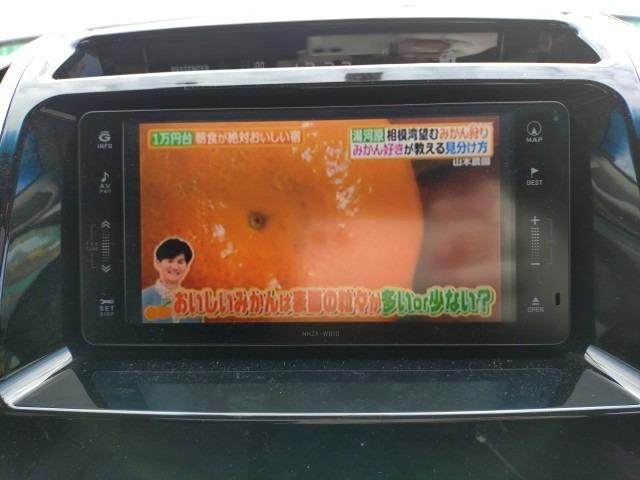 PASSENGER
G
INFO
AV
PWR
SET
DISP
1万円台 朝食が絶対おいしい宿
湯河原 相模湾望むみかん狩り
みかん好きが教える見分け方
山本農園
おいしいみかんは表面の粒々が多いor少ない?
MAP
DEST
OPEN
NHZA-W61G